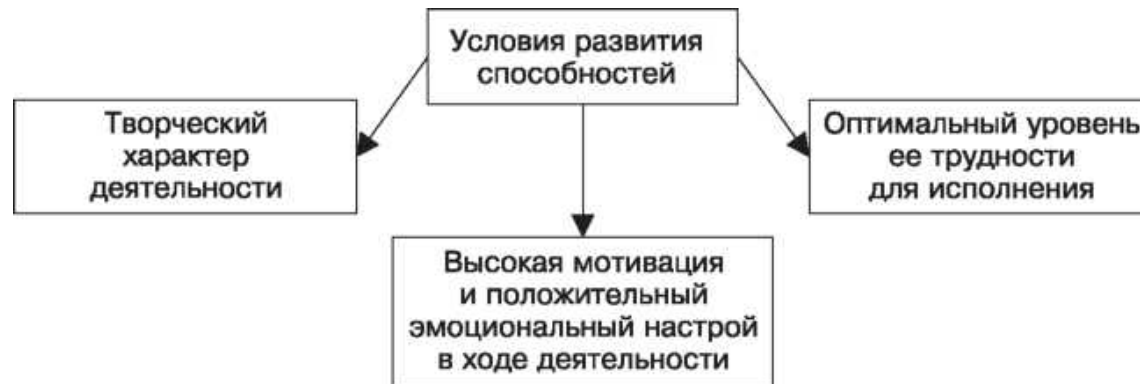 Условия развития
способностей
Творческий
характер
деятельности
Оптимальный уровень
ее трудности
для исполнения
Высокая мотивация
и положительный
эмоциональный настрой
в ходе деятельности